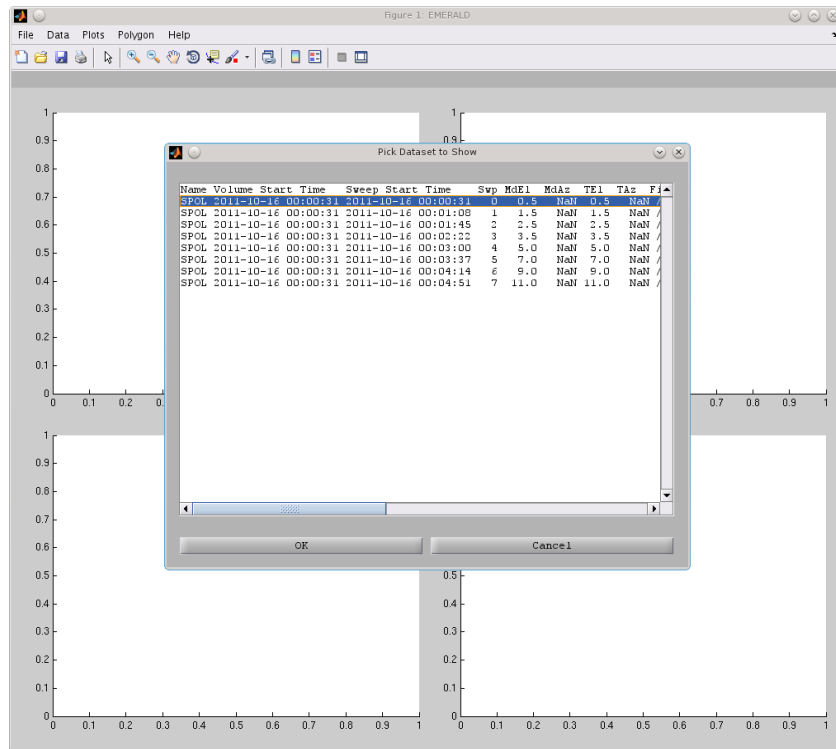 Figure 1: EMERALD
File Data Plots Polygon Help
1
0.9
0.8
0.7
0.6
0.5
0.4
0.3
0.2
0.1
0
0 0.1 0.2 0.
1
0.9
Pick Dataset to Show
Name Volume Start Time Sweep Start Time Swp MdEl MdAz TEl TAz Fi
SPOL 2011-10-16 00:00:31 2011-10-16 00:00:31 0 0.5 NaN 0.5 NaN /
SPOL 2011-10-16 00:00:31 2011-10-16 00:01:08 1 1.5 NaN 1.5 NaN /
SPOL 2011-10-16 00:00:31 2011-10-16 00:01:45 2 2.5 NaN 2.5 NaN /
SPOL 2011-10-16 00:00:31 2011-10-16 00:02:22 3 3.5 NaN 3.5 NaN /
SPOL 2011-10-16 00:00:31 2011-10-16 00:03:00 4 5.0 NaN 5.0 NaN /
SPOL 2011-10-16 00:00:31 2011-10-16 00:03:37 5 7.0 NaN 7.0 NaN /
SPOL 2011-10-16 00:00:31 2011-10-16 00:04:14 6 9.0 NaN 9.0 NaN /
SPOL 2011-10-16 00:00:31 2011-10-16 00:04:51 7 11.0 NaN 11.0 NaN /
OK Cancel
0.7 0.8 0.9 1
1
0.9
0.8
0.7
0.6
0.5
0.4
0.3
0.2
0.1
0
0 0.1 0.2 0.3 0.4 0.5 0.6 0.7 0.8 0.9 1
0.5
0.4
0.3
0.2
0.1
0
0 0.1 0.2 0.3 0.4 0.5 0.6 0.7 0.8 0.9 1